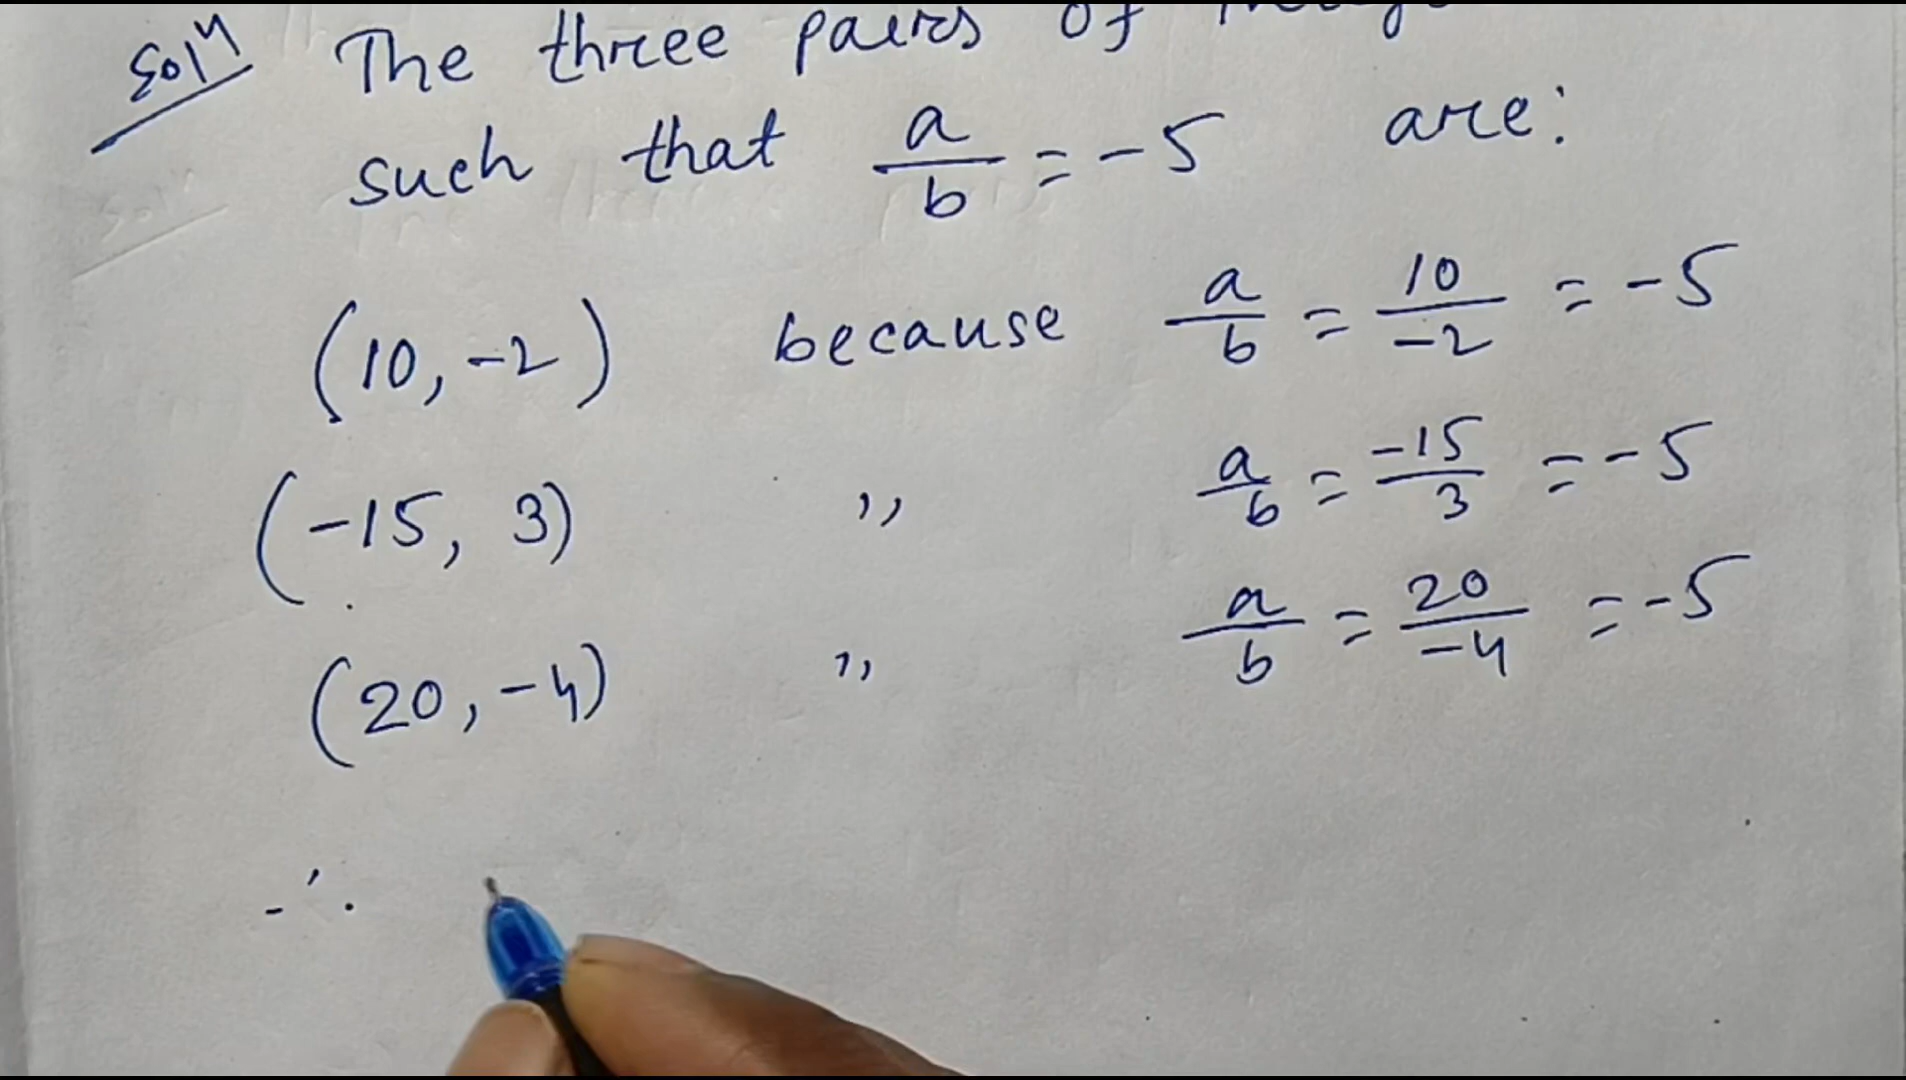 Solⁿ The three pairs of
such that a/b = -5 are:
(10, -2) because a/b = 10/-2 = -5
(-15, 3) ,, a/b = -15/3 = -5
(20, -4) ,, a/b = 20/-4 = -5
∴